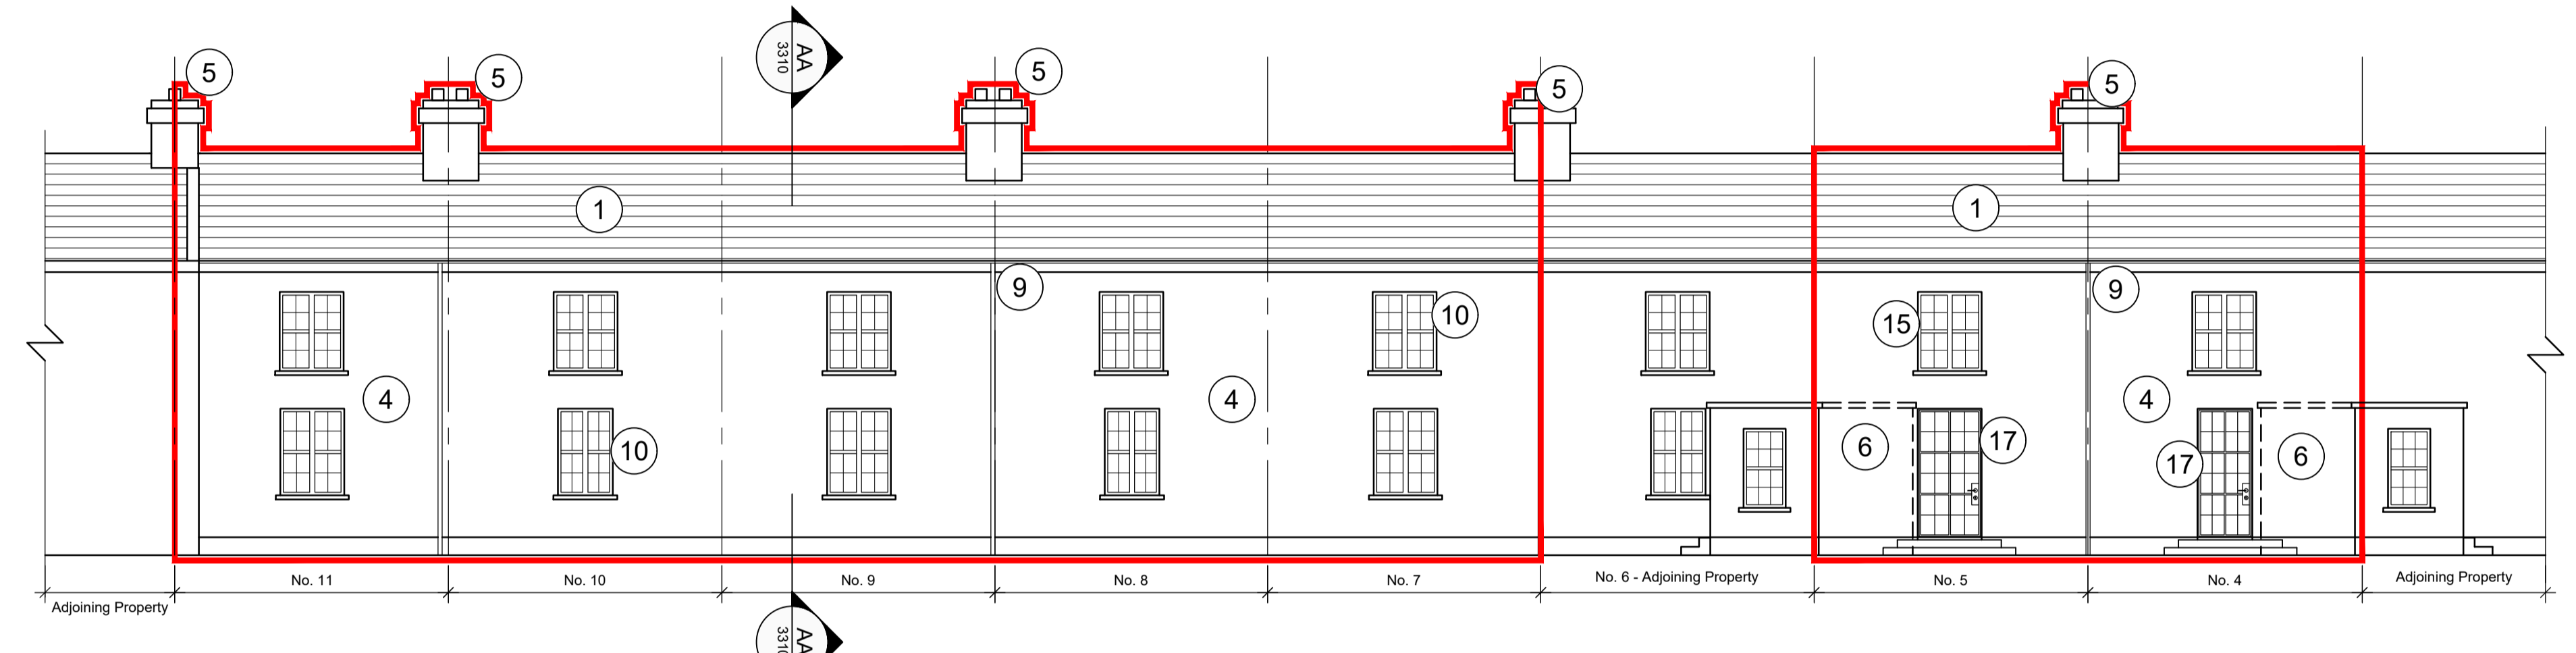 AA
3310
5
5
5
5
5
1
1
9
9
10
15
4
4
4
10
6
17
17
6
No. 11
No. 10
No. 9
No. 8
No. 7
No. 6 - Adjoining Property
No. 5
No. 4
Adjoining Property
Adjoining Property
AA
3310